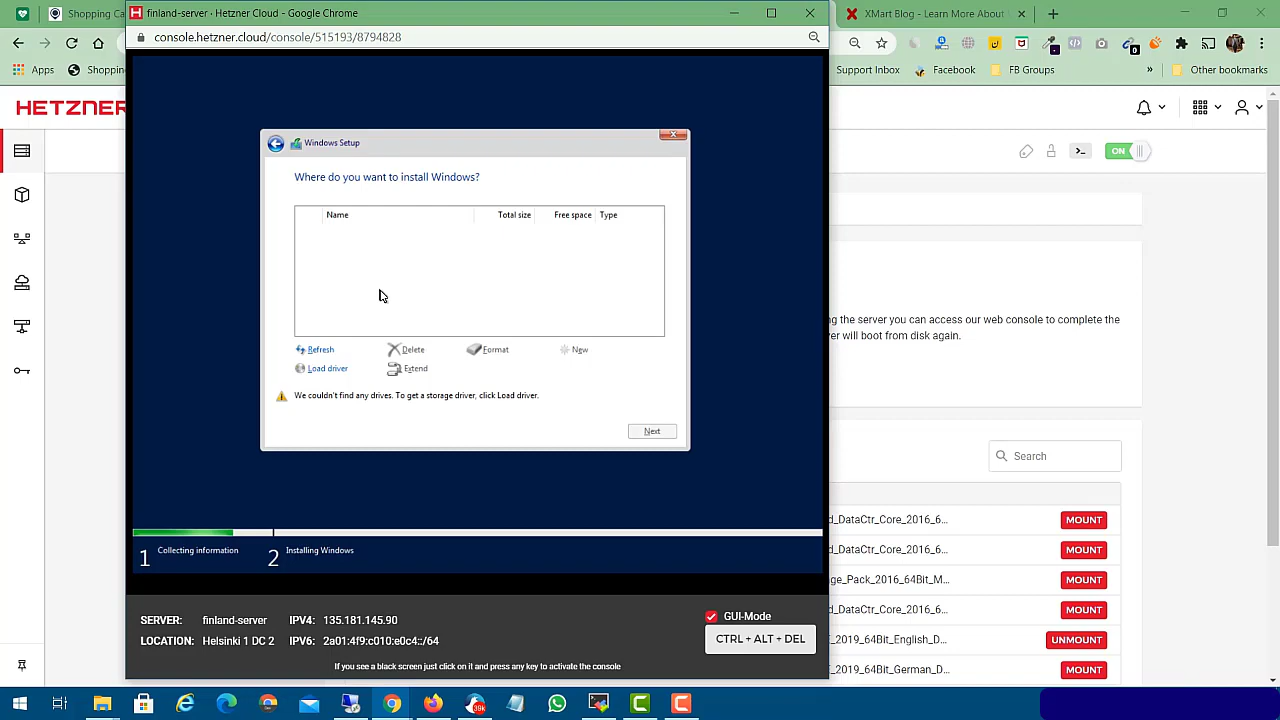 finland-server · Hetzner Cloud - Google Chrome
XMart Blog - Learn More About
console.hetzner.cloud/console/515193/8794828
Apps
Shopping
Support Inbox
Facebook
FB Groups
»
Other bookmarks
HETZNER
ON
Windows Setup
Where do you want to install Windows?
Name
Total size
Free space
Type
Refresh
Delete
Format
New
Load driver
Extend
We couldn't find any drives. To get a storage driver, click Load driver.
Next
ng the server you can access our web console to complete the
ver will boot from disk again.
Search
d_DataCtr_Core_2016_6...
MOUNT
d_DataCtr_Core_2016_6...
MOUNT
ge_Pack_2016_64Bit_M...
MOUNT
d_DataCtr_Core_2016_6...
MOUNT
_2019_64Bit_English_D...
UNMOUNT
_2019_64Bit_German_D...
MOUNT
1 Collecting information
2 Installing Windows
SERVER: finland-server
IPV4: 135.181.145.90
LOCATION: Helsinki 1 DC 2
IPV6: 2a01:4f9:c010:e0c4::/64
GUI-Mode
CTRL + ALT + DEL
If you see a black screen just click on it and press any key to activate the console